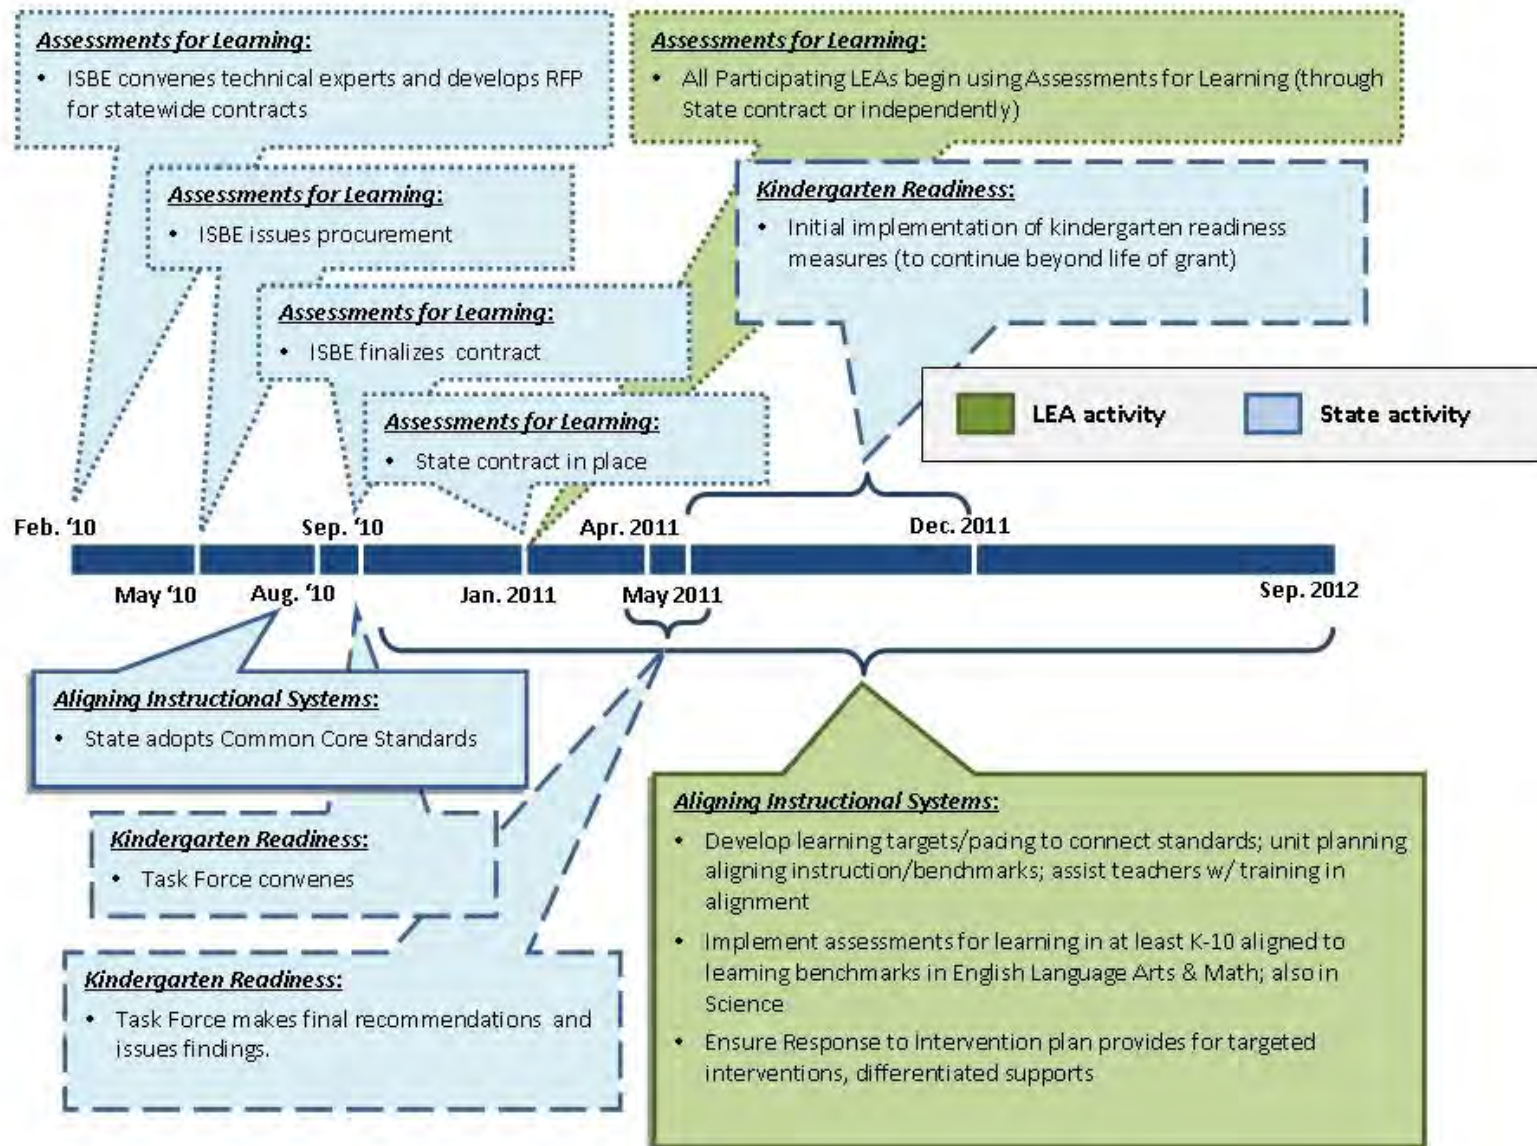 Assessments for Learning:
• ISBE convenes technical experts and develops RFP
for statewide contracts
Assessments for Learning:
• All Participating LEAs begin using Assessments for Learning (through
State contract or independently)
Assessments for Learning:
• ISBE issues procurement
Kindergarten Readiness:
• Initial implementation of kindergarten readiness
measures (to continue beyond life of grant)
Assessments for Learning:
• ISBE finalizes contract
Assessments for Learning:
• State contract in place
LEA activity
State activity
Feb. '10
Sep. '10
Apr. 2011
Dec. 2011
May '10
Aug. '10
Jan. 2011
May 2011
Sep. 2012
Aligning Instructional Systems:
• State adopts Common Core Standards
Kindergarten Readiness:
• Task Force convenes
Kindergarten Readiness:
• Task Force makes final recommendations and
issues findings.
Aligning Instructional Systems:
• Develop learning targets/pacing to connect standards; unit planning
aligning instruction/benchmarks; assist teachers w/ training in
alignment
• Implement assessments for learning in at least K-10 aligned to
learning benchmarks in English Language Arts & Math; also in
Science
• Ensure Response to Intervention plan provides for targeted
interventions, differentiated supports